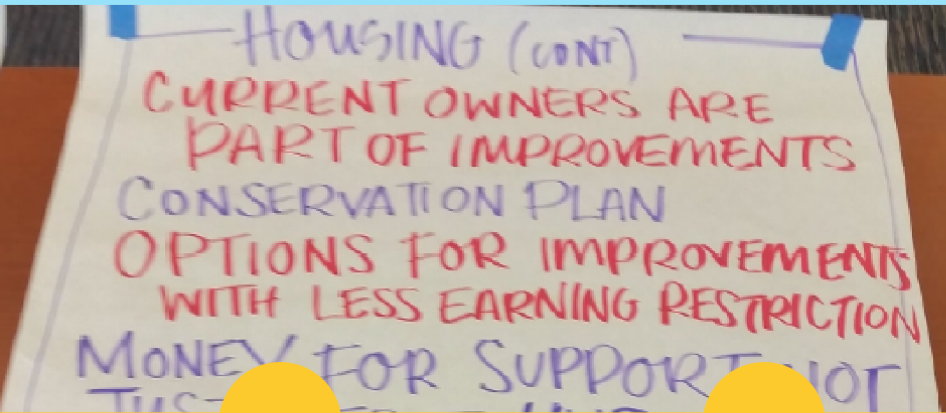 HOUSING (CONT)
CURRENT OWNERS ARE
PART OF IMPROVEMENTS
CONSERVATION PLAN
OPTIONS FOR IMPROVEMENTS
WITH LESS EARNING RESTRICTION
MONEY FOR SUPPORT NOT